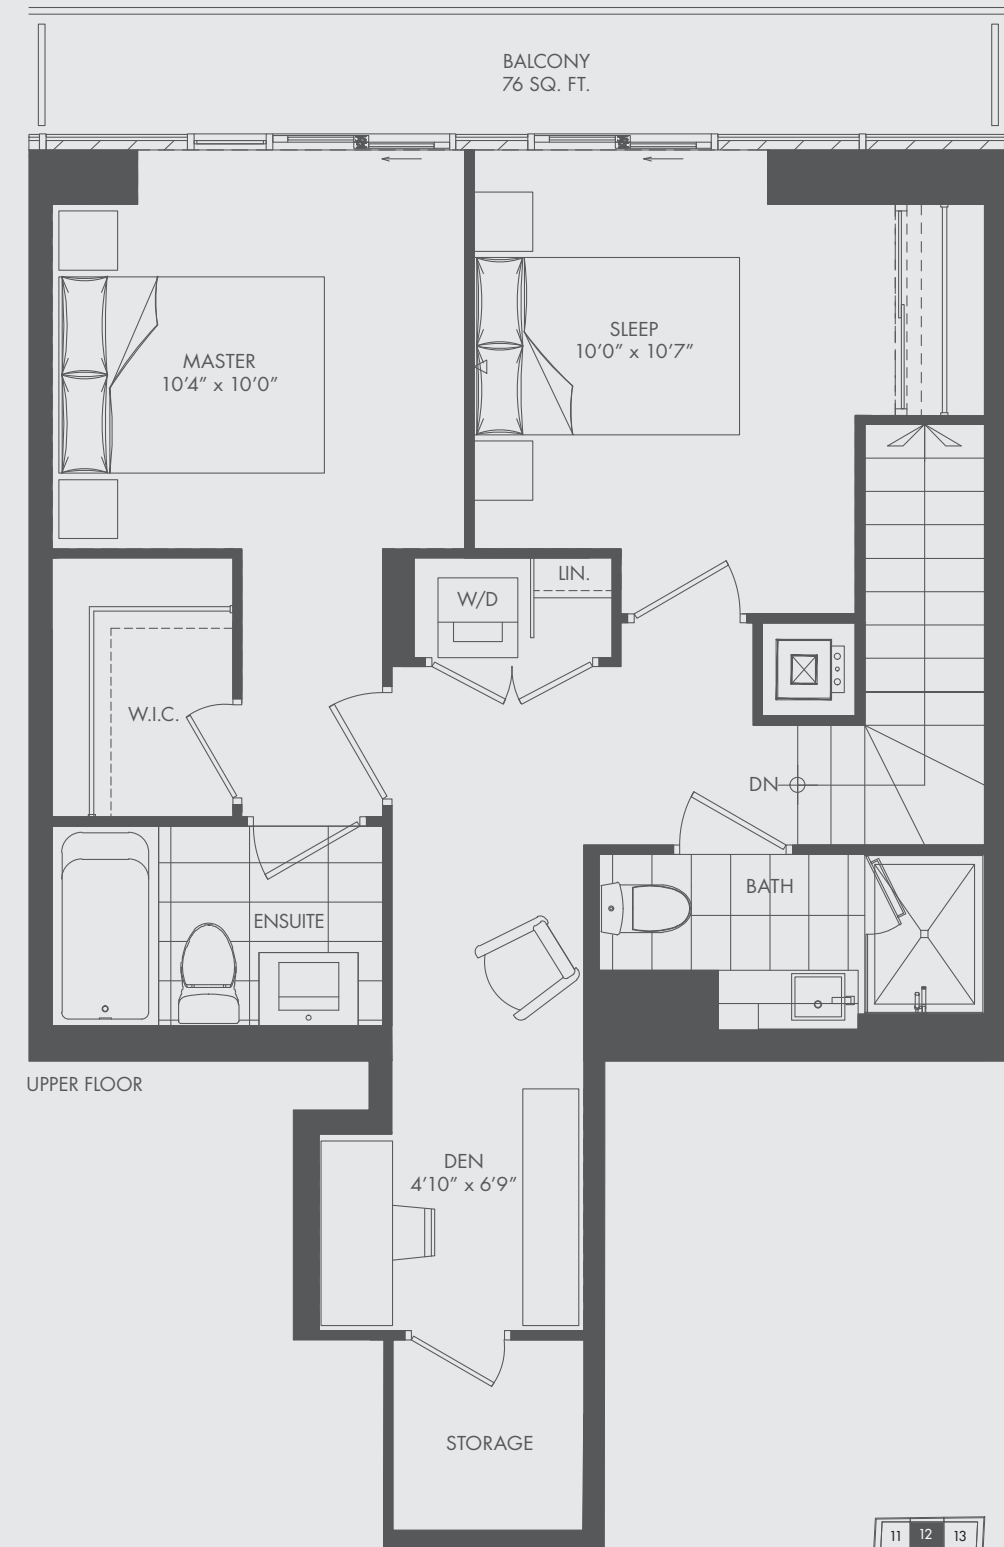 BALCONY
76 SQ. FT.
MASTER
10’4” x 10’0”
SLEEP
10’0” x 10’7”
LIN.
W/D
W.I.C.
DN
BATH
ENSUITE
UPPER FLOOR
DEN
4’10” x 6’9”
STORAGE
11 12 13